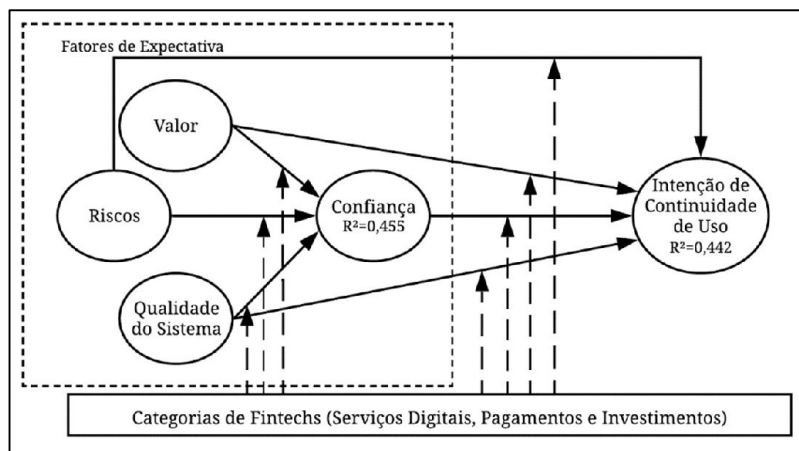 Fatores de Expectativa
Valor
Riscos
Confiança
R²=0,455
Qualidade
do Sistema
Intenção de
Continuidade
de Uso
R²=0,442
Categorias de Fintechs (Serviços Digitais, Pagamentos e Investimentos)